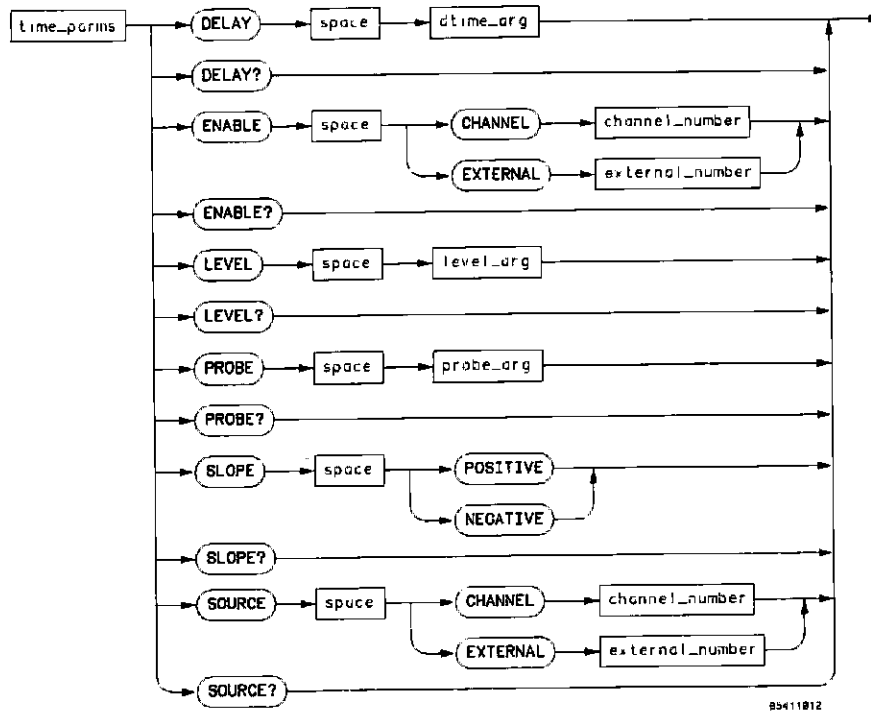 time_parms DELAY space dtime_arg
DELAY?
ENABLE space CHANNEL channel_number
EXTERNAL external_number
ENABLE?
LEVEL space level_arg
LEVEL?
PROBE space probe_arg
PROBE?
SLOPE space POSITIVE
NEGATIVE
SLOPE?
SOURCE space CHANNEL channel_number
EXTERNAL external_number
SOURCE?
85411812